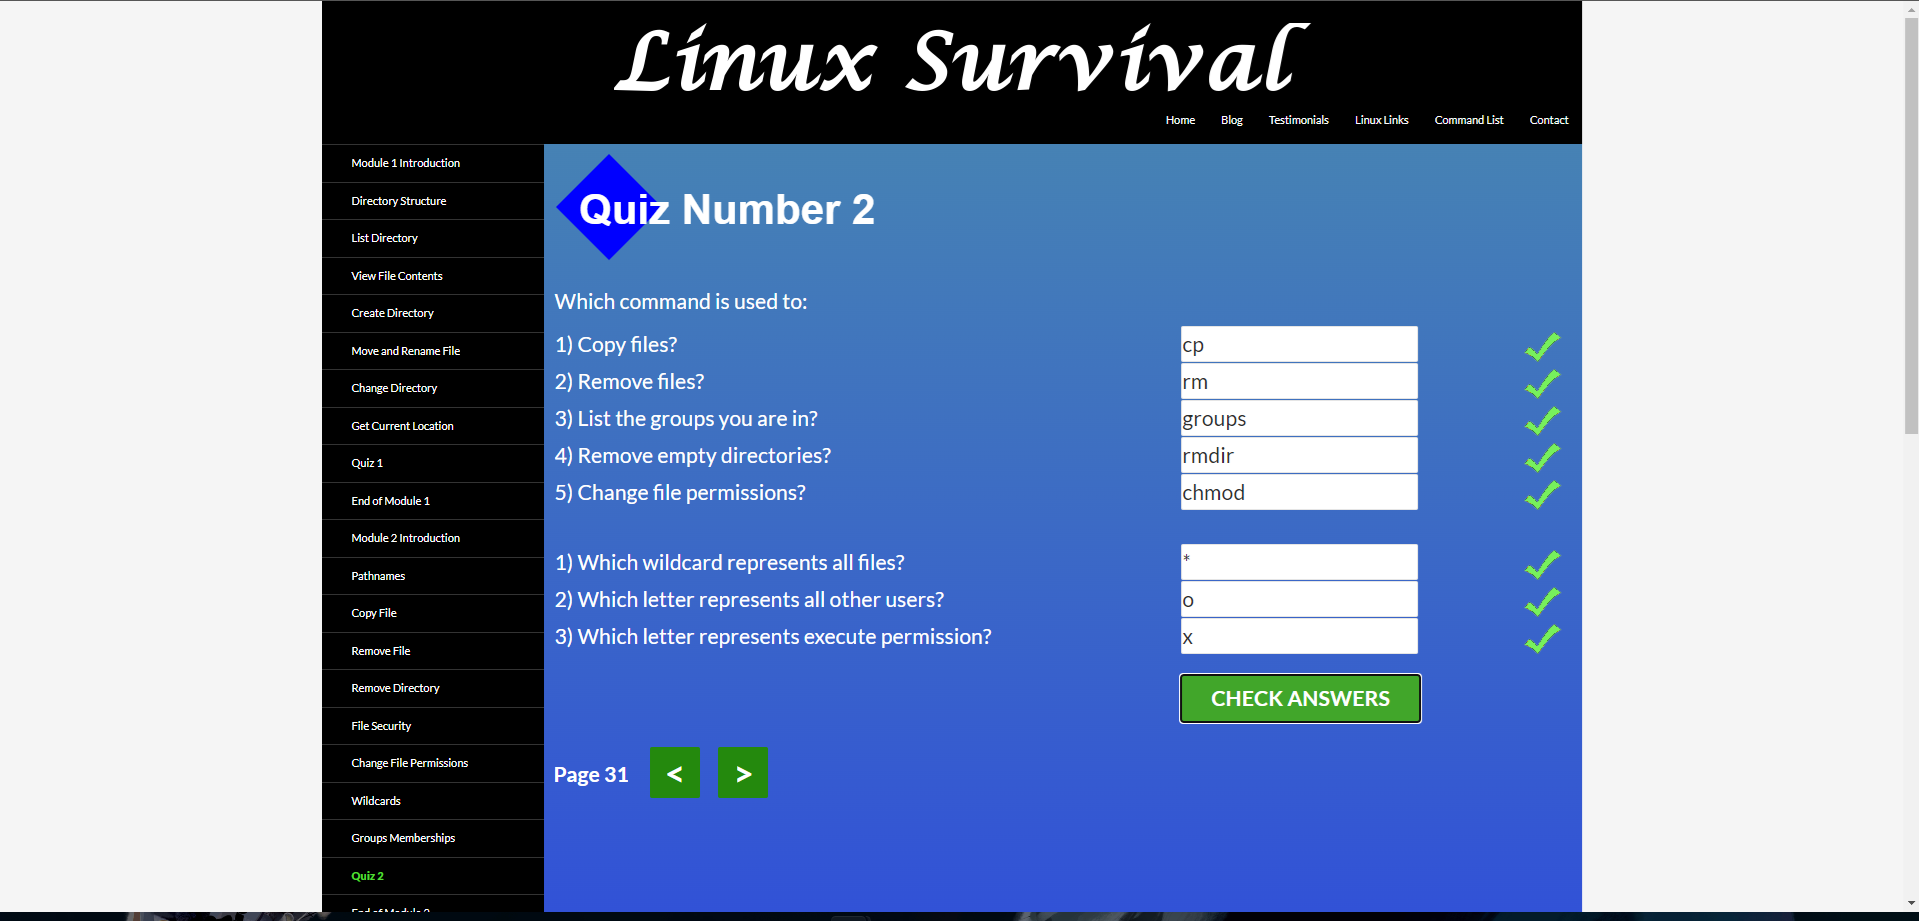 Linux Survival
Home Blog Testimonials Linux Links Command List Contact
Module 1 Introduction
Directory Structure
List Directory
View File Contents
Create Directory
Move and Rename File
Change Directory
Get Current Location
Quiz 1
End of Module 1
Module 2 Introduction
Pathnames
Copy File
Remove File
Remove Directory
File Security
Change File Permissions
Wildcards
Groups Memberships
Quiz 2
End of Module 2
Quiz Number 2
Which command is used to:
1) Copy files? cp
2) Remove files? rm
3) List the groups you are in? groups
4) Remove empty directories? rmdir
5) Change file permissions? chmod
1) Which wildcard represents all files? *
2) Which letter represents all other users? o
3) Which letter represents execute permission? x
CHECK ANSWERS
Page 31 < >